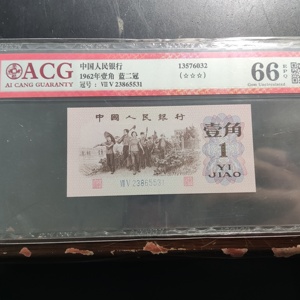 ACG
AI CANG GUARANTY
中国人民银行
1962年壹角 蓝二冠
冠号：Ⅶ Ⅴ 23865531
13576032
(☆☆☆)
66 EPQ
中國人民銀行
壹角
1
YI
JIAO
Ⅶ Ⅴ 23865531